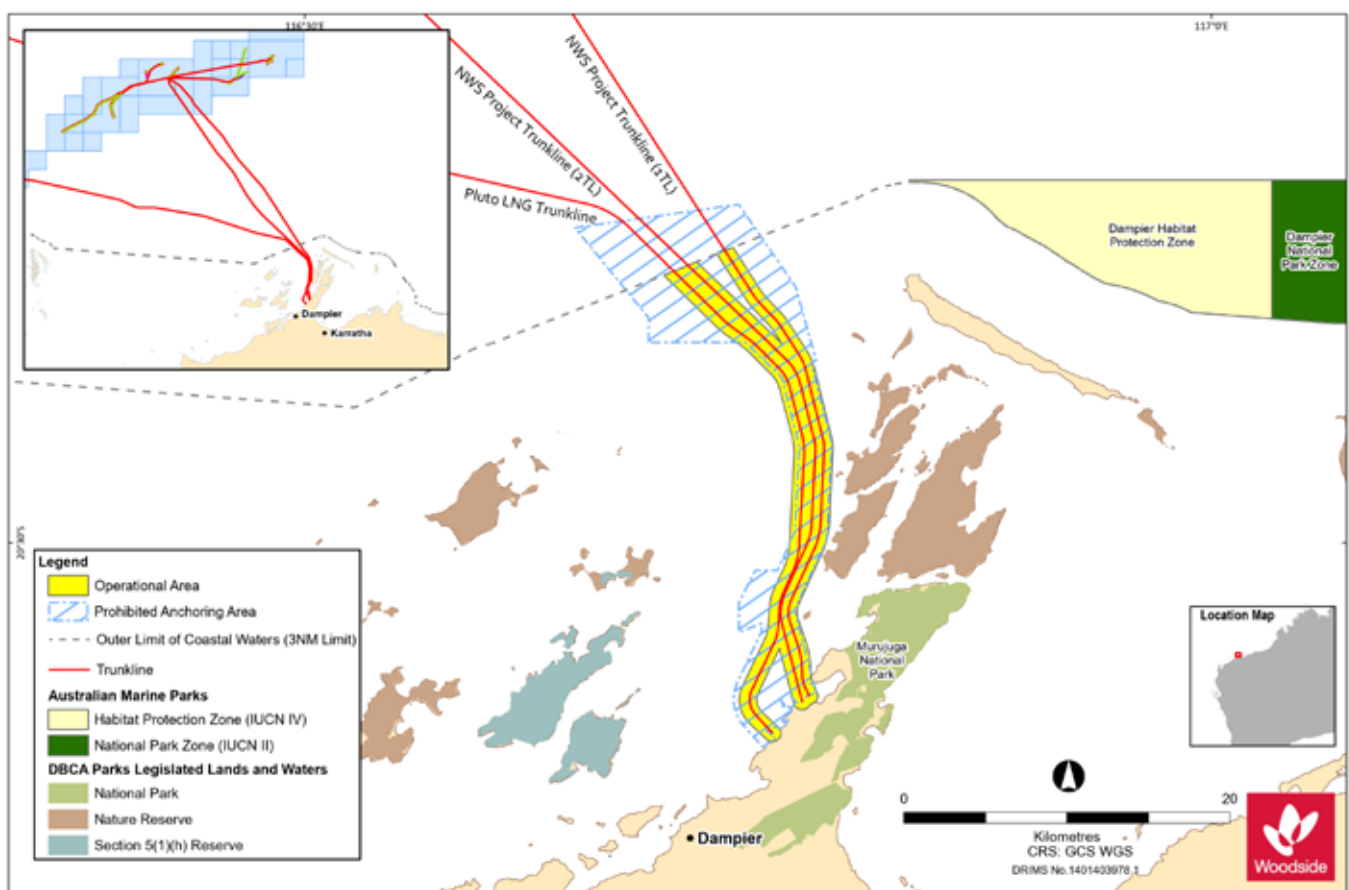 116°30'E
117°0'E
NWS Project Trunkline (1TL)
NWS Project Trunkline (2TL)
Pluto LNG Trunkline
Dampier Habitat
Protection Zone
Dampier
National
Park Zone
Dampier
Karratha
20°30'S
Murujuga
National
Park
Dampier
Legend
Operational Area
Prohibited Anchoring Area
Outer Limit of Coastal Waters (3NM Limit)
Trunkline
Australian Marine Parks
Habitat Protection Zone (IUCN IV)
National Park Zone (IUCN II)
DBCA Parks Legislated Lands and Waters
National Park
Nature Reserve
Section 5(1)(h) Reserve
Location Map
0 20
Kilometres
CRS: GCS WGS
DRIMS No.1401403978.1
Woodside